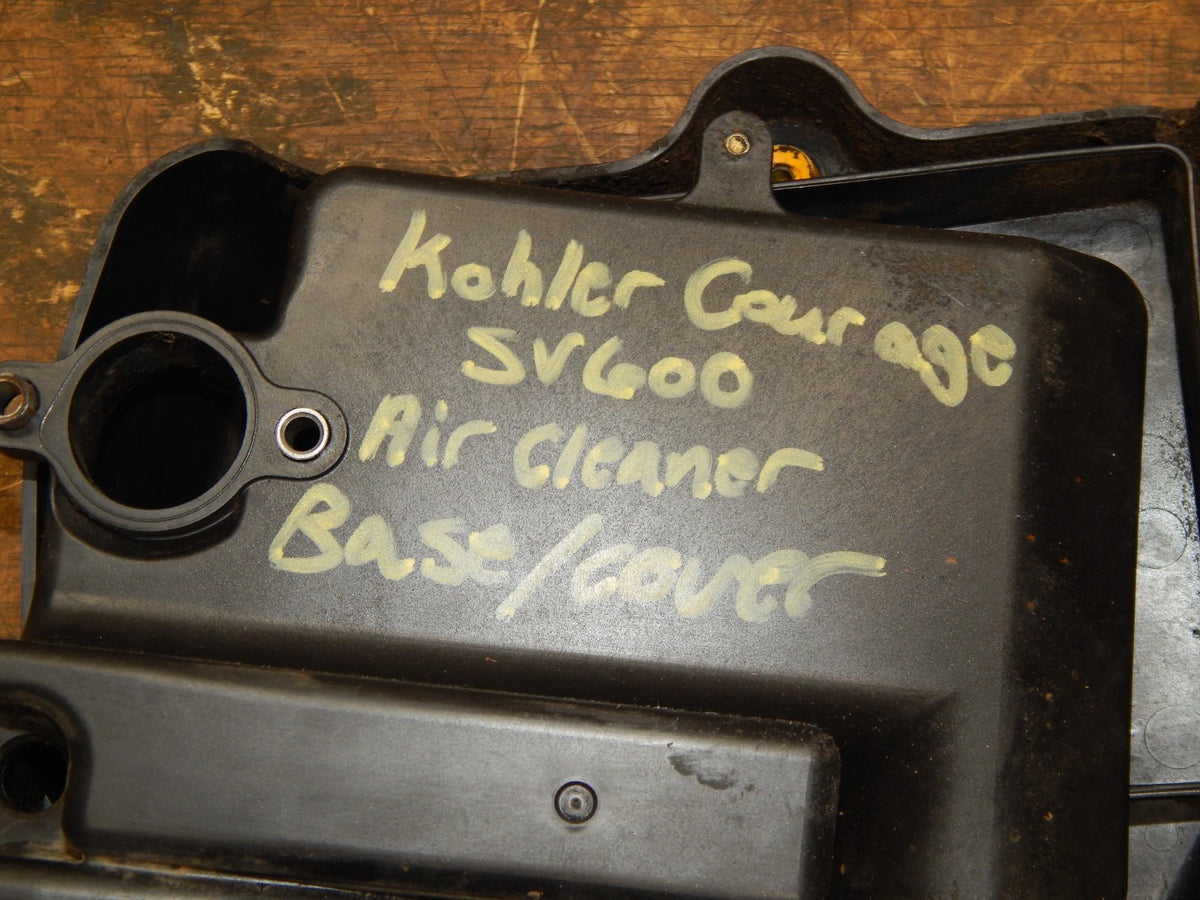 Kohler Courage
SV600
Air Cleaner
Base/cover